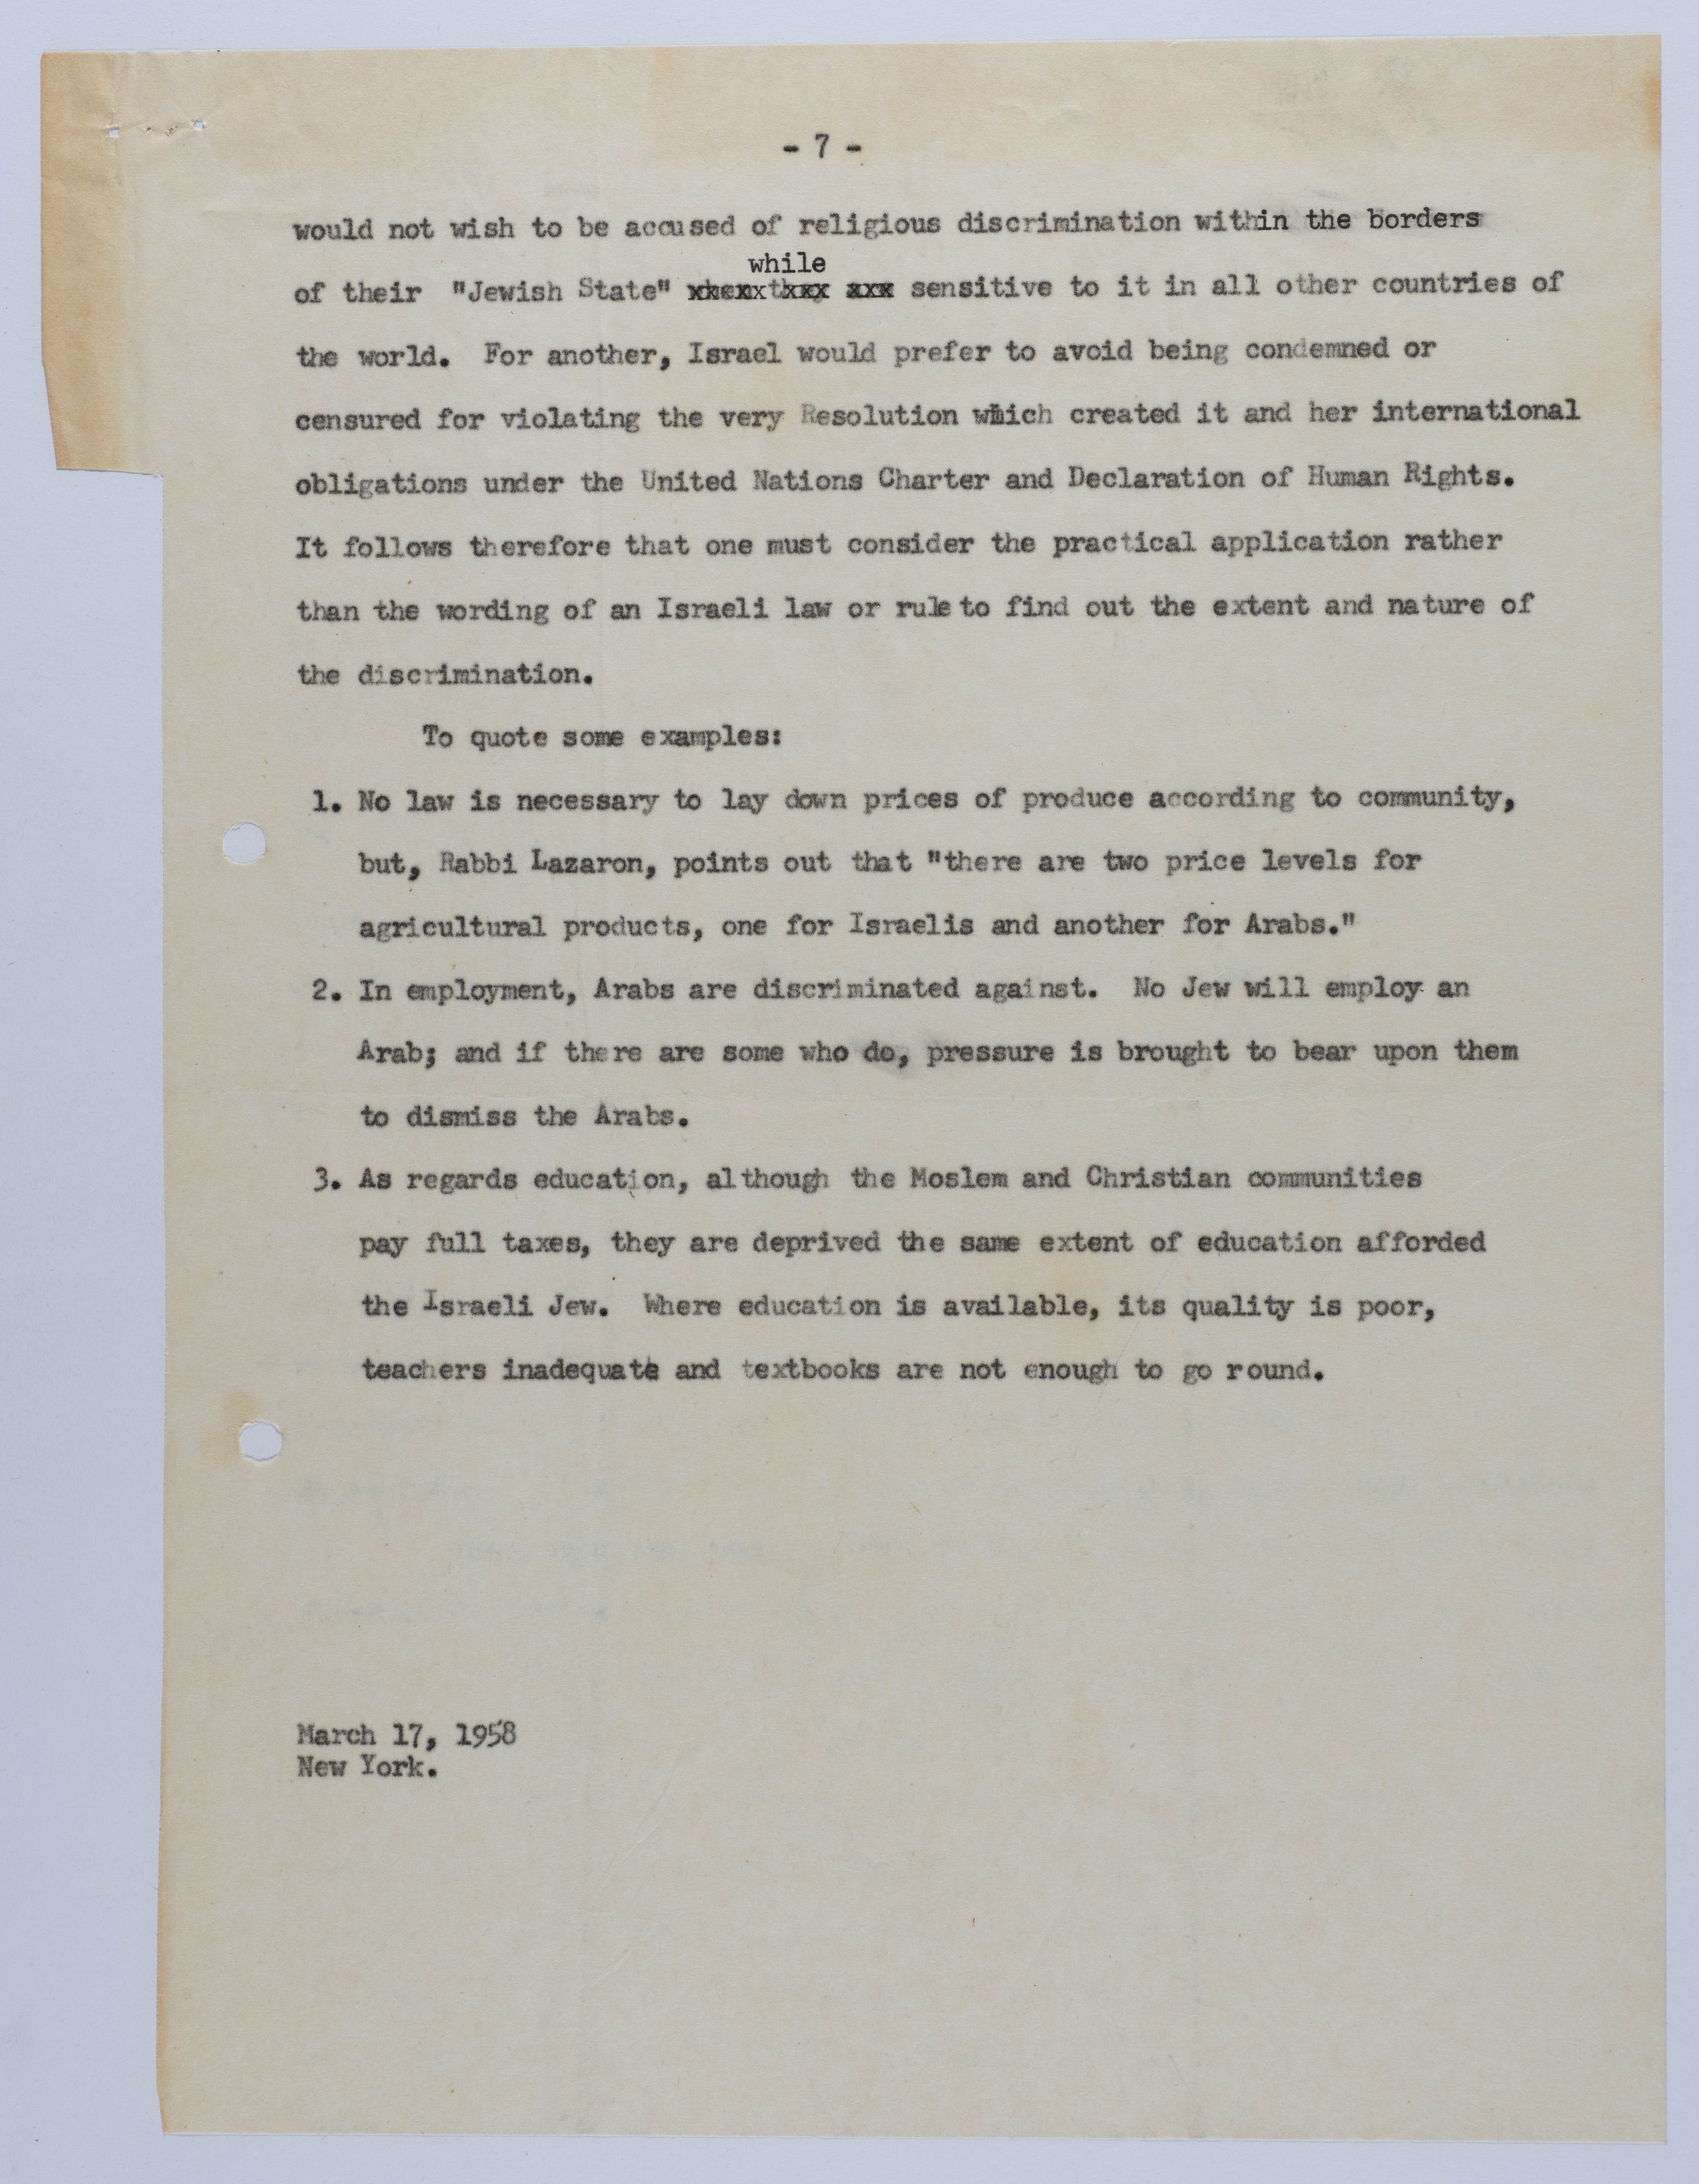 - 7 -
would not wish to be accused of religious discrimination within the borders
while
of their "Jewish State" sensitive to it in all other countries of
the world. For another, Israel would prefer to avoid being condemned or
censured for violating the very Resolution which created it and her international
obligations under the United Nations Charter and Declaration of Human Rights.
It follows therefore that one must consider the practical application rather
than the wording of an Israeli law or rule to find out the extent and nature of
the discrimination.
To quote some examples:
1. No law is necessary to lay down prices of produce according to community,
but, Rabbi Lazaron, points out that "there are two price levels for
agricultural products, one for Israelis and another for Arabs."
2. In employment, Arabs are discriminated against. No Jew will employ an
Arab; and if there are some who do, pressure is brought to bear upon them
to dismiss the Arabs.
3. As regards education, although the Moslem and Christian communities
pay full taxes, they are deprived the same extent of education afforded
the Israeli Jew. Where education is available, its quality is poor,
teachers inadequate and textbooks are not enough to go round.
March 17, 1958
New York.